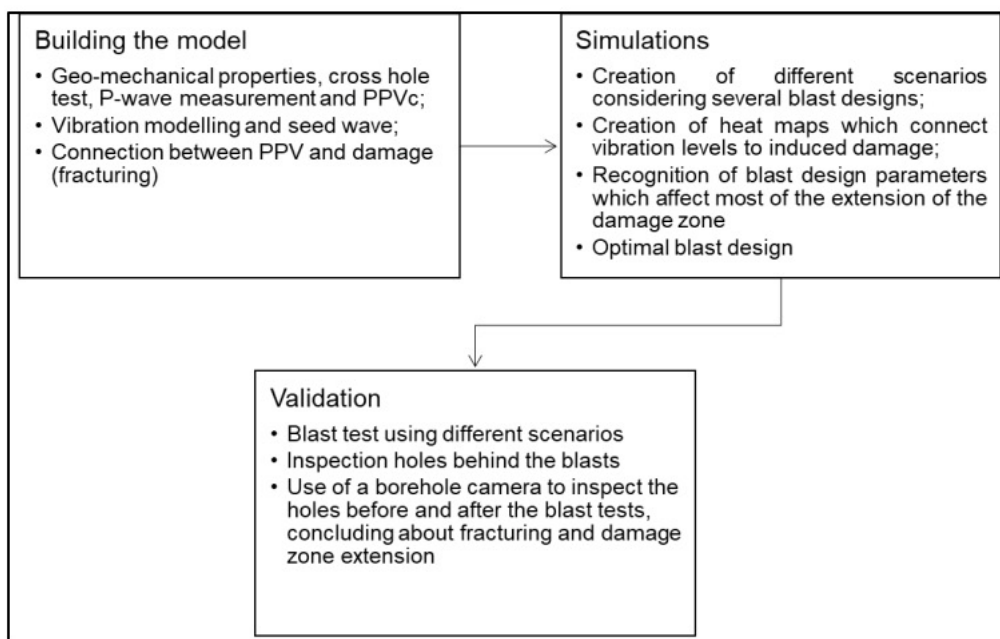 Building the model
• Geo-mechanical properties, cross hole
test, P-wave measurement and PPVc;
• Vibration modelling and seed wave;
• Connection between PPV and damage
(fracturing)
Simulations
• Creation of different scenarios
considering several blast designs;
• Creation of heat maps which connect
vibration levels to induced damage;
• Recognition of blast design parameters
which affect most of the extension of the
damage zone
• Optimal blast design
Validation
• Blast test using different scenarios
• Inspection holes behind the blasts
• Use of a borehole camera to inspect the
holes before and after the blast tests,
concluding about fracturing and damage
zone extension